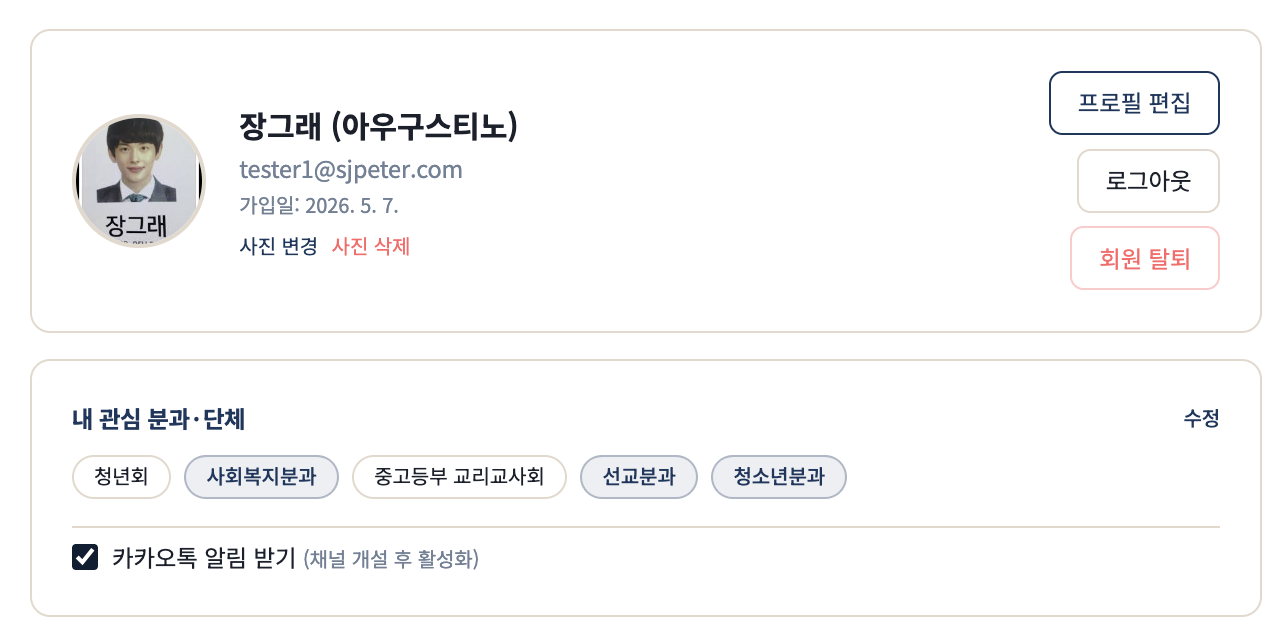 장그래 (아우구스티노)
tester1@sjpeter.com
가입일: 2026. 5. 7.
사진 변경 사진 삭제
장그래
프로필 편집
로그아웃
회원 탈퇴
내 관심 분과·단체
수정
청년회 사회복지분과 중고등부 교리교사회 선교분과 청소년분과
카카오톡 알림 받기 (채널 개설 후 활성화)